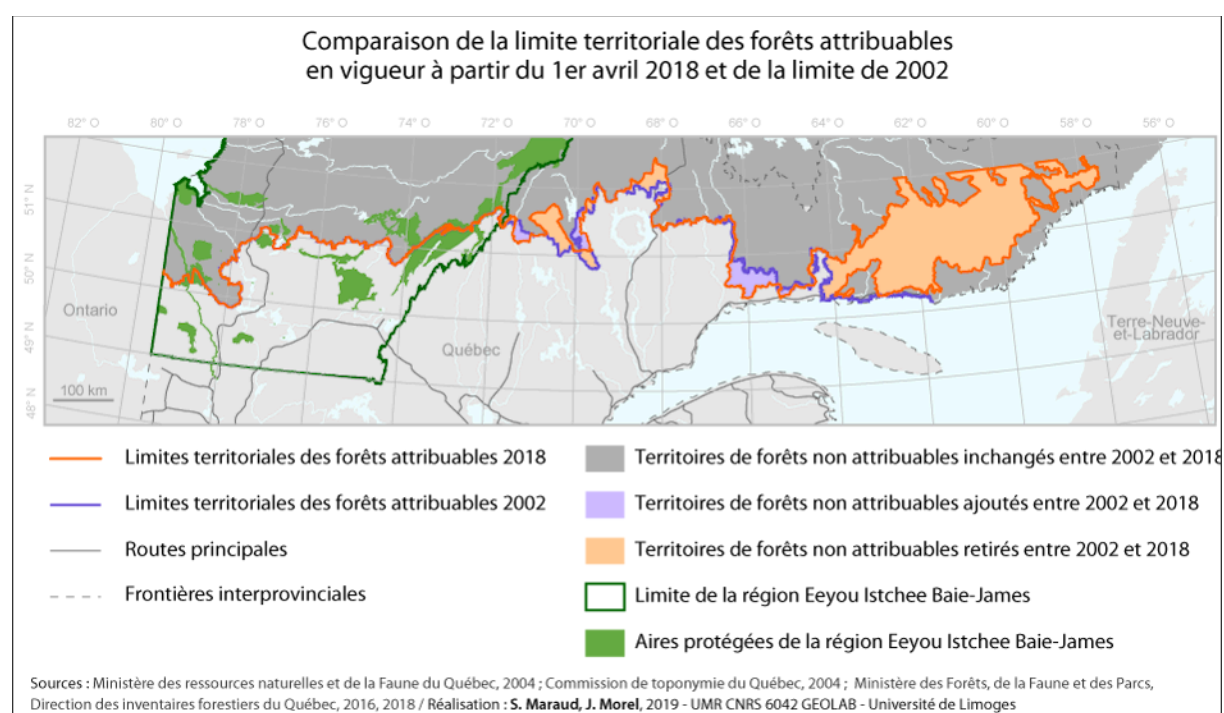 Comparaison de la limite territoriale des forêts attribuables
en vigueur à partir du 1er avril 2018 et de la limite de 2002
82° O 80° O 78° O 76° O 74° O 72° O 70° O 68° O 66° O 64° O 62° O 60° O 58° O 56° O
51° N
50° N
49° N
48° N
Ontario
Québec
Terre-Neuve-
et-Labrador
100 km
Limites territoriales des forêts attribuables 2018
Limites territoriales des forêts attribuables 2002
Routes principales
Frontières interprovinciales
Territoires de forêts non attribuables inchangés entre 2002 et 2018
Territoires de forêts non attribuables ajoutés entre 2002 et 2018
Territoires de forêts non attribuables retirés entre 2002 et 2018
Limite de la région Eeyou Istchee Baie-James
Aires protégées de la région Eeyou Istchee Baie-James
Sources : Ministère des ressources naturelles et de la Faune du Québec, 2004 ; Commission de toponymie du Québec, 2004 ; Ministère des Forêts, de la Faune et des Parcs,
Direction des inventaires forestiers du Québec, 2016, 2018 / Réalisation : S. Maraud, J. Morel, 2019 - UMR CNRS 6042 GEOLAB - Université de Limoges